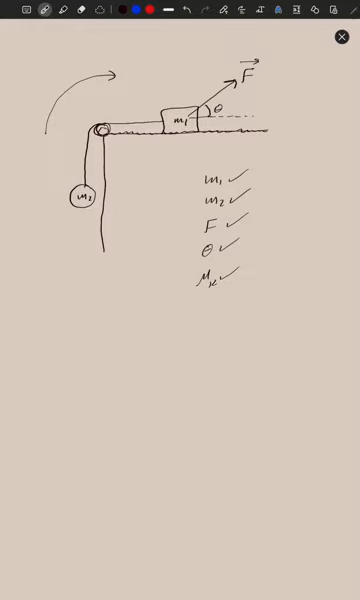 F
θ
m₁
m₂
m₁ ✓
m₂ ✓
F ✓
θ ✓
μₖ ✓